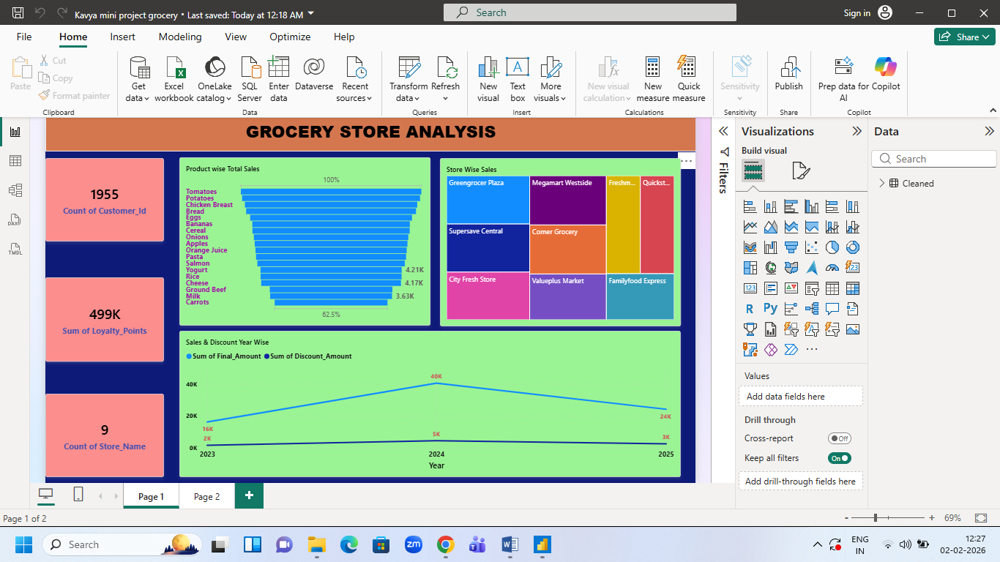 Kavya mini project grocery • Last saved: Today at 12:18 AM
Search
Sign in
File
Home
Insert
Modeling
View
Optimize
Help
Share
Paste
Cut
Copy
Format painter
Clipboard
Get data
Excel workbook
OneLake catalog
SQL Server
Enter data
Dataverse
Recent sources
Data
Transform data
Refresh
Queries
New visual
Text box
More visuals
Insert
New visual calculation
New measure
Quick measure
Calculations
Sensitivity
Sensitivity
Publish
Share
Prep data for AI
Copilot
Copilot
GROCERY STORE ANALYSIS
1955
Count of Customer_Id
499K
Sum of Loyalty_Points
9
Count of Store_Name
Product wise Total Sales
100%
Tomatoes
Potatoes
Chicken Breast
Bread
Eggs
Bananas
Cereal
Onions
Apples
Orange Juice
Pasta
Salmon
Yogurt 4.21K
Rice
Cheese 4.17K
Ground Beef
Milk 3.63K
Carrots
62.5%
Store Wise Sales
Greengrocer Plaza
Megamart Westside
Freshm...
Quickst...
Supersave Central
Corner Grocery
City Fresh Store
Valueplus Market
Familyfood Express
Sales & Discount Year Wise
Sum of Final_Amount Sum of Discount_Amount
40K
20K
0K
16K
40K
24K
2K
5K
3K
2023
2024
2025
Year
Filters
Visualizations
Build visual
123
123
R
Py
Values
Add data fields here
Drill through
Cross-report
Off
Keep all filters
On
Add drill-through fields here
Data
Search
Cleaned
DAX
TMDL
Page 1
Page 2
+
Page 1 of 2
- + 69%
Search
zm
ENG
IN
12:27
02-02-2026